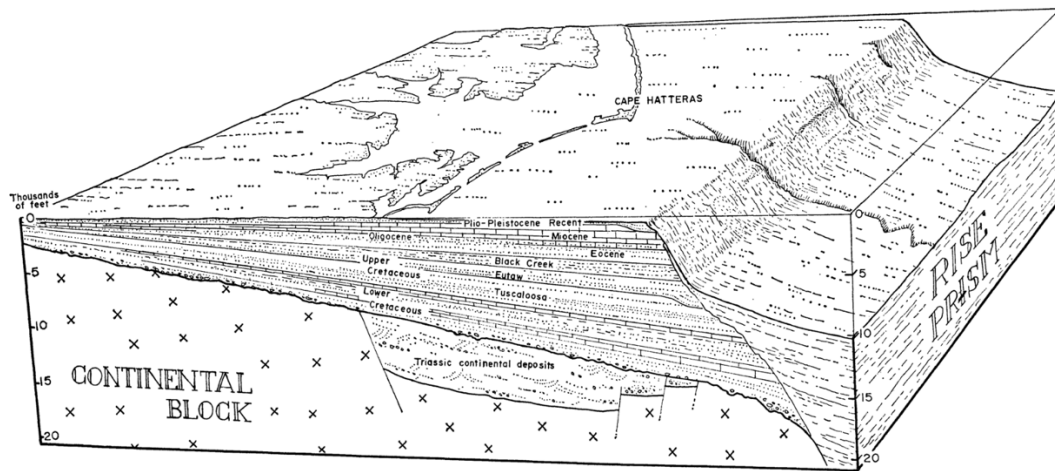 CAPE HATTERAS
Thousands
of feet
0
5
10
15
20
Plio-Pleistocene Recent
Oligocene
Miocene
Eocene
Upper
Cretaceous
Black Creek
Eutaw
Tuscaloosa
Lower
Cretaceous
Triassic continental deposits
CONTINENTAL
BLOCK
0
5
10
15
20
RISE
PRISM